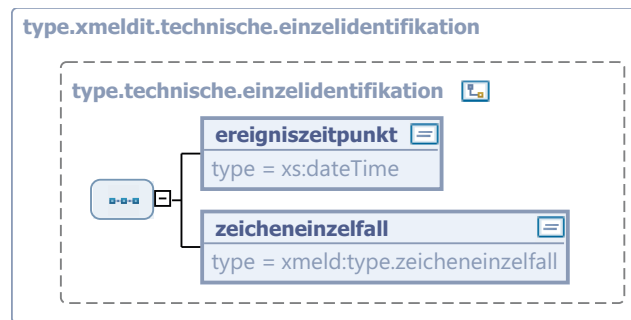 type.xmeldit.technische.einzelidentifikation
type.technische.einzelidentifikation
ereigniszeitpunkt
type = xs:dateTime
zeicheneinzelfall
type = xmeld:type.zeicheneinzelfall